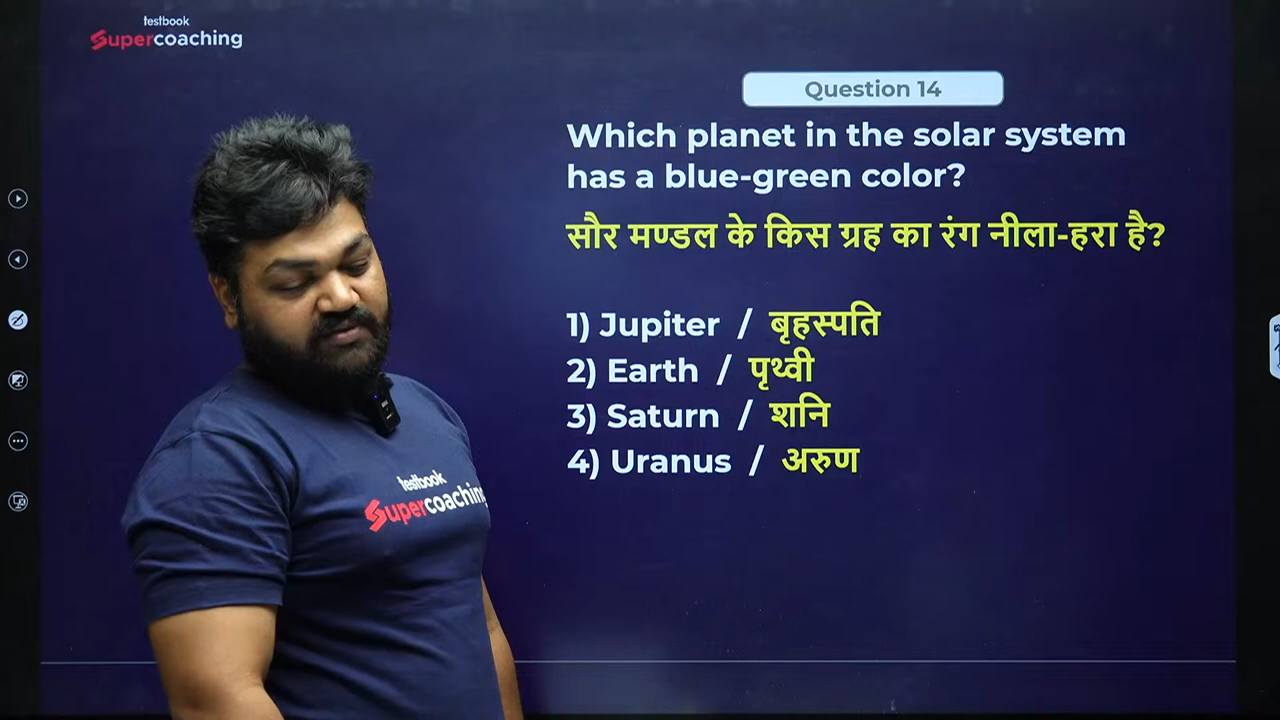 testbook
Supercoaching
Question 14
Which planet in the solar system
has a blue-green color?
सौर मण्डल के किस ग्रह का रंग नीला-हरा है?
1) Jupiter / बृहस्पति
2) Earth / पृथ्वी
3) Saturn / शनि
4) Uranus / अरुण
testbook
Supercoaching